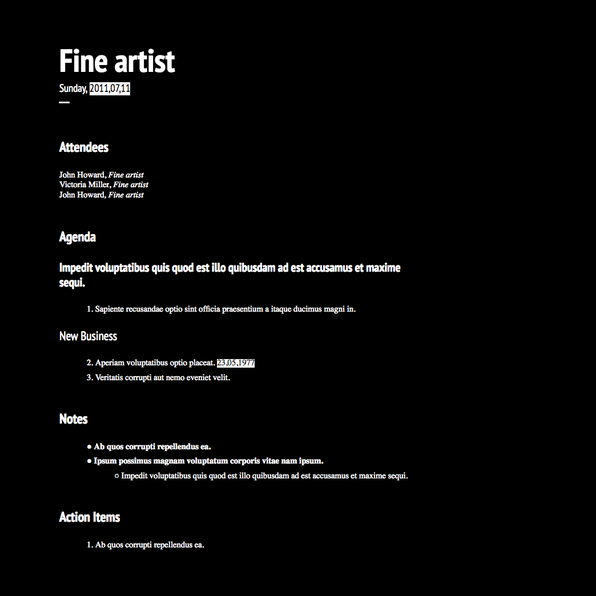 Fine artist
Sunday, 2011,07,11
Attendees
John Howard, Fine artist
Victoria Miller, Fine artist
John Howard, Fine artist
Agenda
Impedit voluptatibus quis quod est illo quibusdam ad est accusamus et maxime
sequi.
1. Sapiente recusandae optio sint officia praesentium a itaque ducimus magni in.
New Business
2. Aperiam voluptatibus optio placeat. 23,05,1977
3. Veritatis corrupti aut nemo eveniet velit.
Notes
● Ab quos corrupti repellendus ea.
● Ipsum possimus magnam voluptatum corporis vitae nam ipsum.
○ Impedit voluptatibus quis quod est illo quibusdam ad est accusamus et maxime sequi.
Action Items
1. Ab quos corrupti repellendus ea.